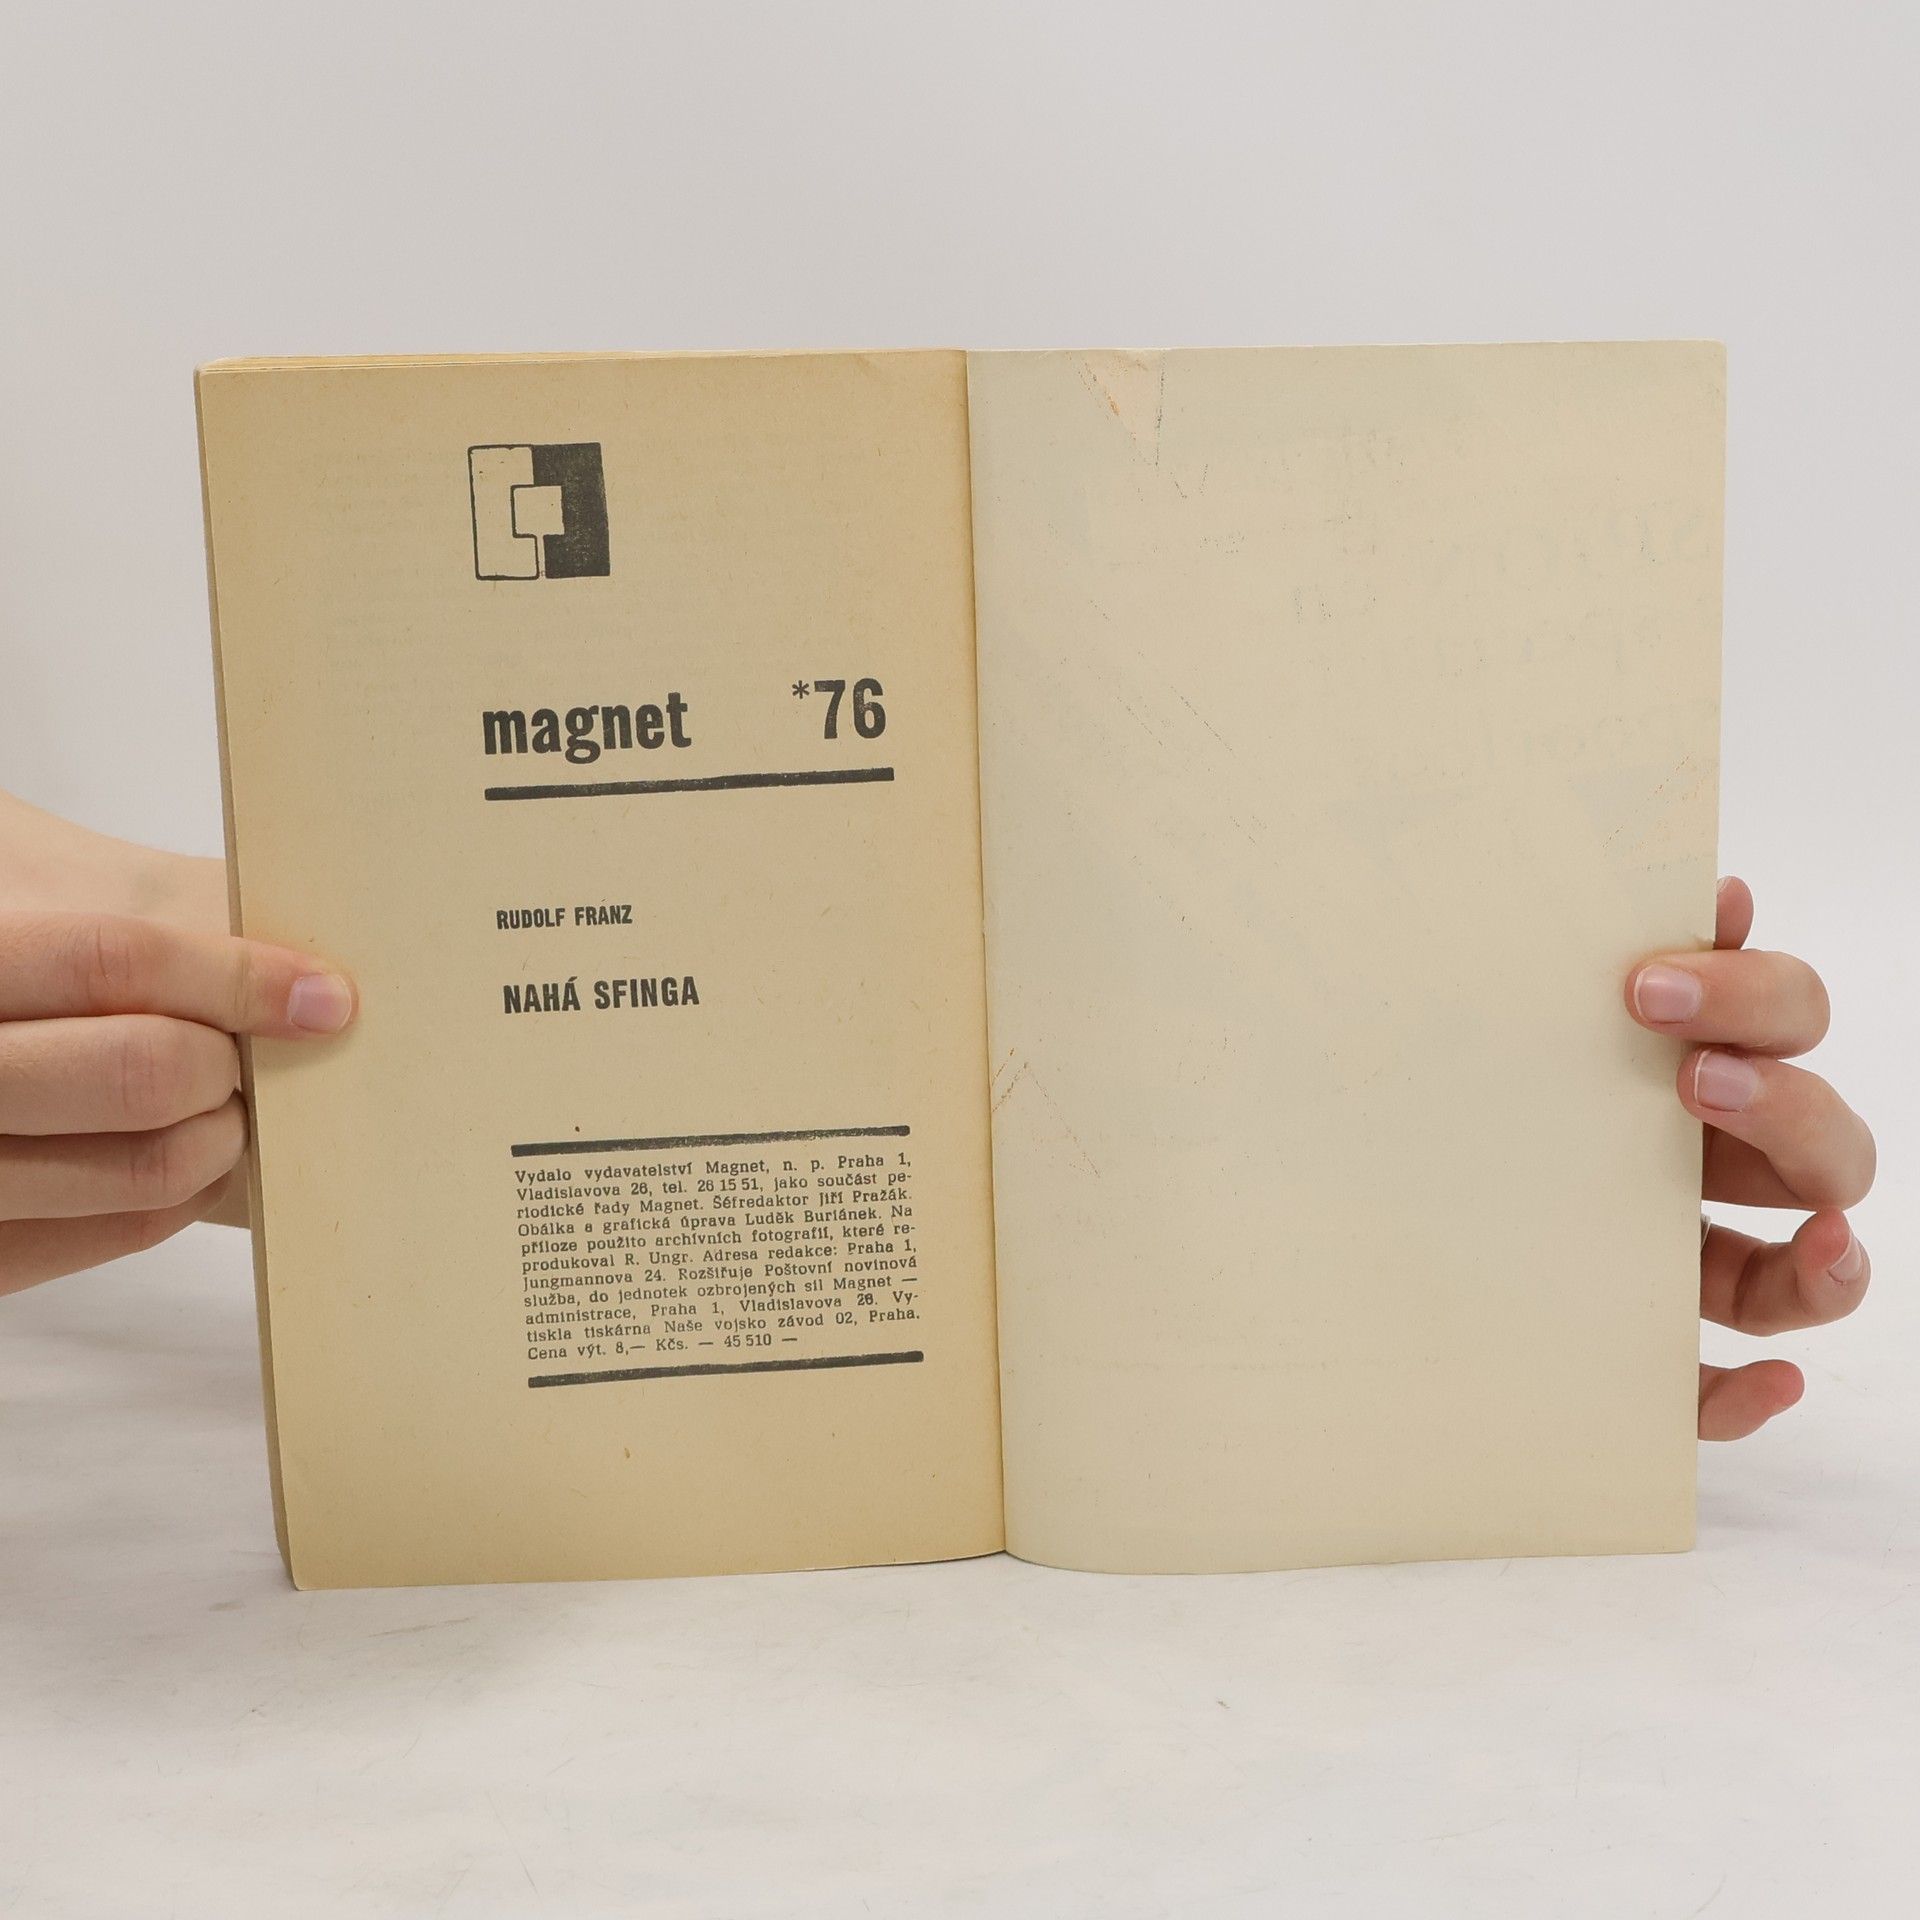 magnet *76
RUDOLF FRANZ
NAHÁ SFINGA
Vydalo vydavatelství Magnet, n. p. Praha 1,
Vladislavova 26, tel. 26 15 51, jako součást pe-
riodické řady Magnet. Šéfredaktor Jiří Pražák.
Obálka a grafická úprava Luděk Burlánek. Na
příloze použito archívních fotografií, které re-
produkoval R. Ungr. Adresa redakce: Praha 1,
Jungmannova 24. Rozšiřuje Poštovní novinová
služba, do jednotek ozbrojených sil Magnet —
administrace, Praha 1, Vladislavova 26. Vy-
tiskla tiskárna Naše vojsko závod 02, Praha.
Cena výt. 8,— Kčs. — 45 510 —